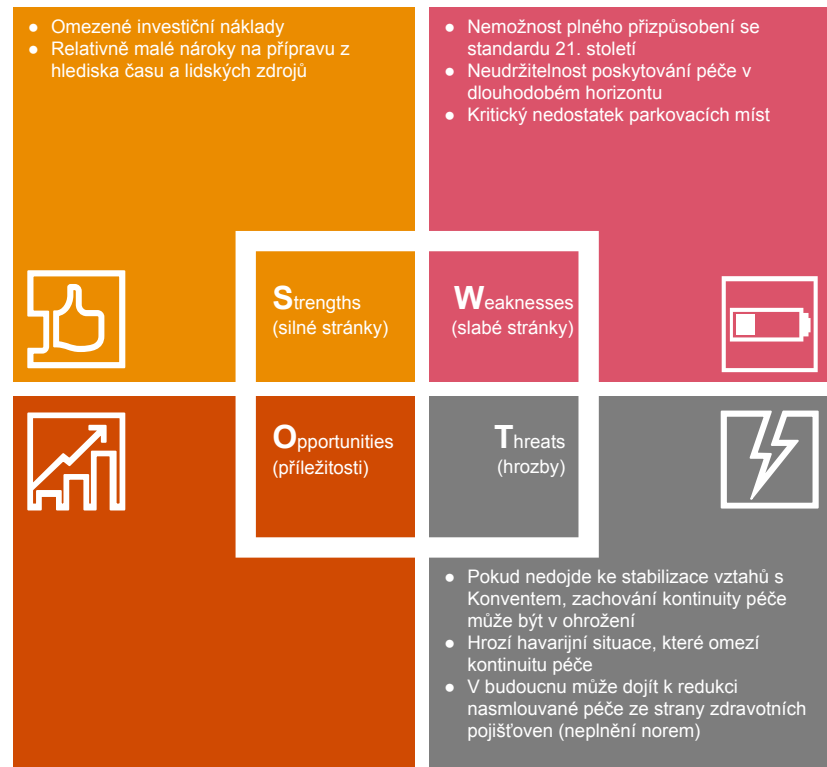 ● Omezené investiční náklady
● Relativně malé nároky na přípravu z
hlediska času a lidských zdrojů
● Nemožnost plného přizpůsobení se
standardu 21. století
● Neudržitelnost poskytování péče v
dlouhodobém horizontu
● Kritický nedostatek parkovacích míst
Strengths
(silné stránky)
Weaknesses
(slabé stránky)
Opportunities
(příležitosti)
Threats
(hrozby)
● Pokud nedojde ke stabilizace vztahů s
Konventem, zachování kontinuity péče
může být v ohrožení
● Hrozí havarijní situace, které omezí
kontinuitu péče
● V budoucnu může dojít k redukci
nasmlouvané péče ze strany zdravotních
pojišťoven (neplnění norem)